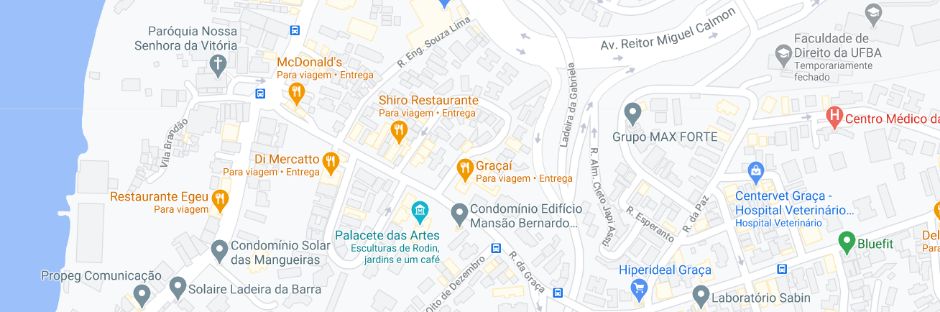 Paróquia Nossa
Senhora da Vitória
R. Eng. Souza Lima
Av. Reitor Miguel Calmon
Faculdade de
Direito da UFBA
Temporariamente
fechado
McDonald's
Para viagem • Entrega
Shiro Restaurante
Para viagem • Entrega
Ladeira da Gabriela
Grupo MAX FORTE
Centro Médico da
Vila Brandão
Di Mercatto
Para viagem • Entrega
Graçaí
Para viagem • Entrega
R. Alm. Cleto Japi Assú
R. Esperanto
R. da Paz
Centervet Graça -
Hospital Veterinário...
Hospital Veterinário
Restaurante Egeu
Para viagem
Palacete das Artes
Esculturas de Rodin,
jardins e um café
Condomínio Edifício
Mansão Bernardo...
Bluefit
Del
Para
Condomínio Solar
das Mangueiras
Propeg Comunicação
Solaire Ladeira da Barra
Oito de Dezembro
R. da Graça
Hiperideal Graça
Laboratório Sabin